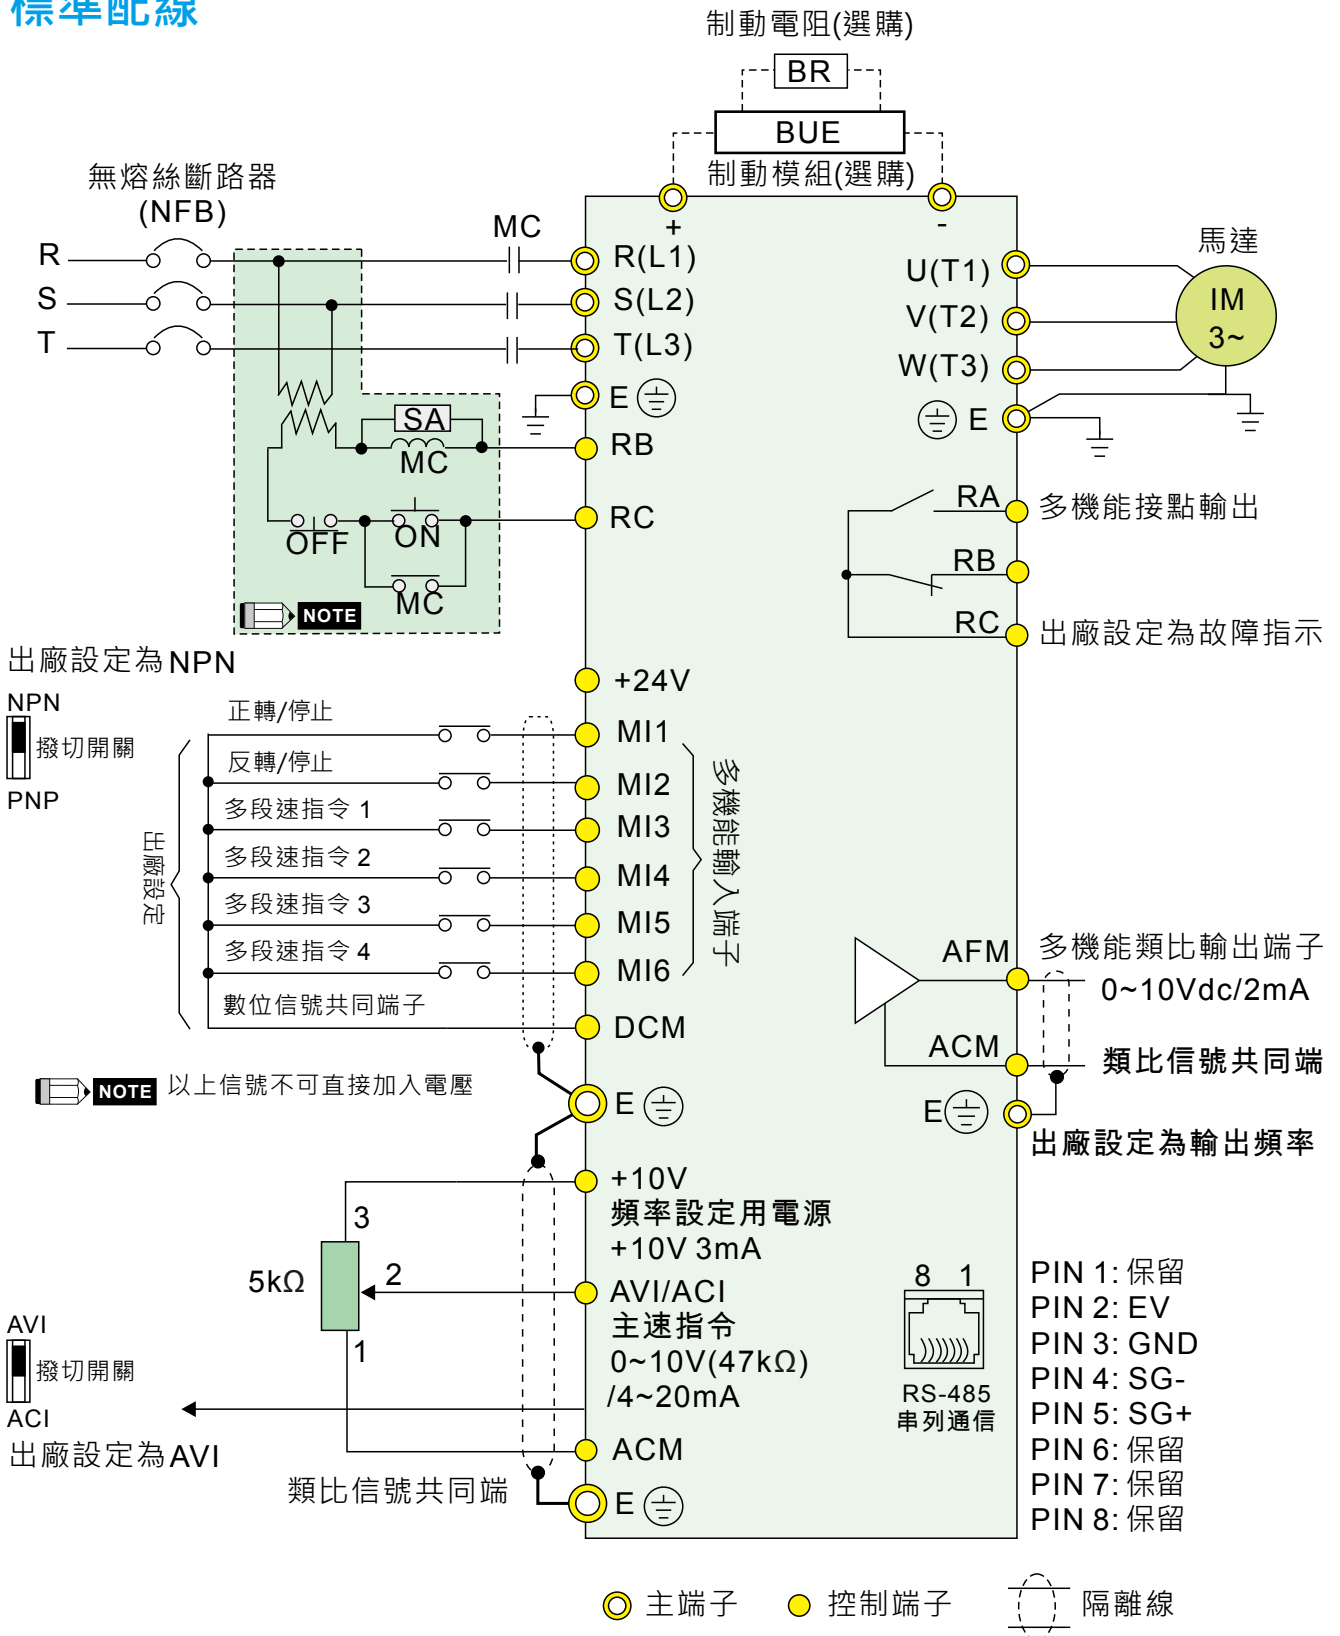 標準配線
制動電阻(選購)
BR
BUE
制動模組(選購)
無熔絲斷路器
(NFB)
MC
+
-
R
S
T
R(L1)
S(L2)
T(L3)
E
RB
RC
SA
MC
OFF
ON
MC
NOTE
U(T1)
V(T2)
W(T3)
E
馬達
IM
3~
RA
多機能接點輸出
RB
RC
出廠設定為故障指示
出廠設定為NPN
NPN
撥切開關
PNP
出廠設定
正轉/停止
反轉/停止
多段速指令 1
多段速指令 2
多段速指令 3
多段速指令 4
數位信號共同端子
+24V
MI1
MI2
MI3
MI4
MI5
MI6
DCM
多機能輸入端子
NOTE 以上信號不可直接加入電壓
E
AFM
多機能類比輸出端子
0~10Vdc/2mA
ACM
類比信號共同端
E
出廠設定為輸出頻率
+10V
頻率設定用電源
+10V 3mA
3
5kΩ
2
1
AVI/ACI
主速指令
0~10V(47kΩ)
/4~20mA
AVI
撥切開關
ACI
出廠設定為AVI
ACM
類比信號共同端
E
8 1
RS-485
串列通信
PIN 1: 保留
PIN 2: EV
PIN 3: GND
PIN 4: SG-
PIN 5: SG+
PIN 6: 保留
PIN 7: 保留
PIN 8: 保留
主端子
控制端子
隔離線